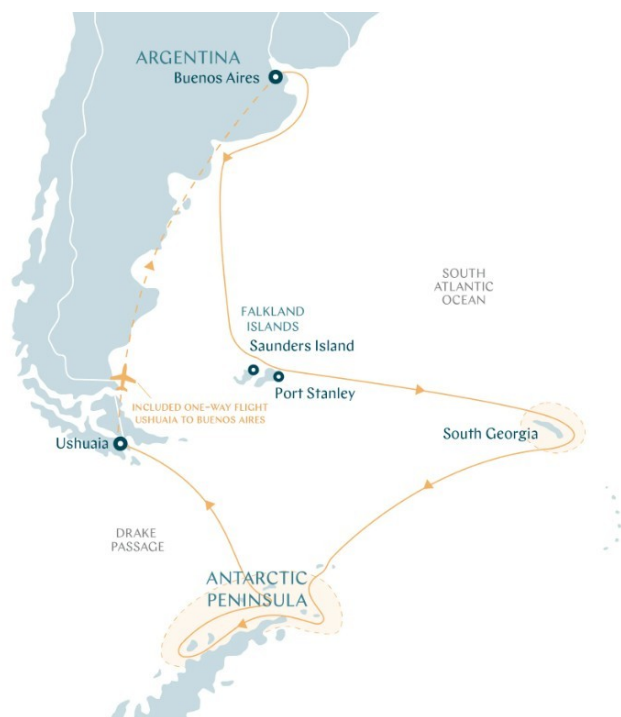 ARGENTINA
Buenos Aires
SOUTH
ATLANTIC
OCEAN
FALKLAND
ISLANDS
Saunders Island
Port Stanley
INCLUDED ONE-WAY FLIGHT
USHUAIA TO BUENOS AIRES
South Georgia
Ushuaia
DRAKE
PASSAGE
ANTARCTIC
PENINSULA